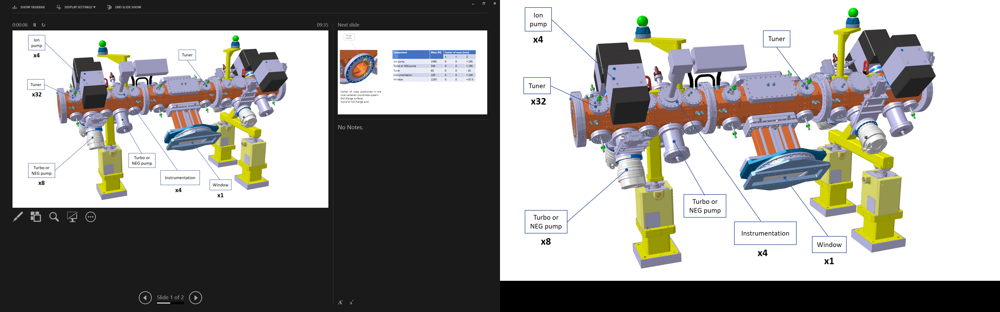 SHOW TASKBAR
DISPLAY SETTINGS ▼
END SLIDE SHOW
0:00:06
09:35
Ion
pump
x4
Tuner
Tuner
x32
Turbo or
NEG pump
Turbo or
NEG pump
x8
Instrumentation
x4
Window
x1
Slide 1 of 2
Next slide
Flange
surface
Y
X
Z
Component Mass (N) Center of mass (mm)
X Y Z
Ion pump 1490 0 0 + 195
Turbo or NEG pump 340 0 0 + 195
Tuner 65 0 0 - 20
Instrumentation 100 0 0 + 100
Window 1250 0 0 + 67.5
Center of mass positioned in the
local cartesian coordinate system.
Z=0 (flange surface).
X=0 and Y=0 (flange axis).
No Notes.
A A
Ion
pump
x4
Tuner
Tuner
x32
Turbo or
NEG pump
Turbo or
NEG pump
x8
Instrumentation
x4
Window
x1